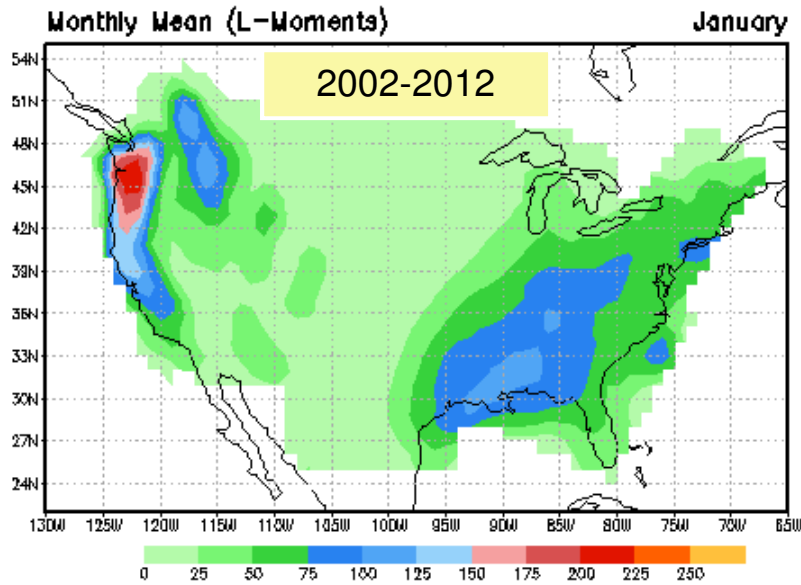 Monthly Mean (L-Moments) January
2002-2012
54N
51N
48N
45N
42N
39N
36N
33N
30N
27N
24N
130W 125W 120W 115W 110W 105W 100W 95W 90W 85W 80W 75W 70W 65W
0 25 50 75 100 125 150 175 200 225 250